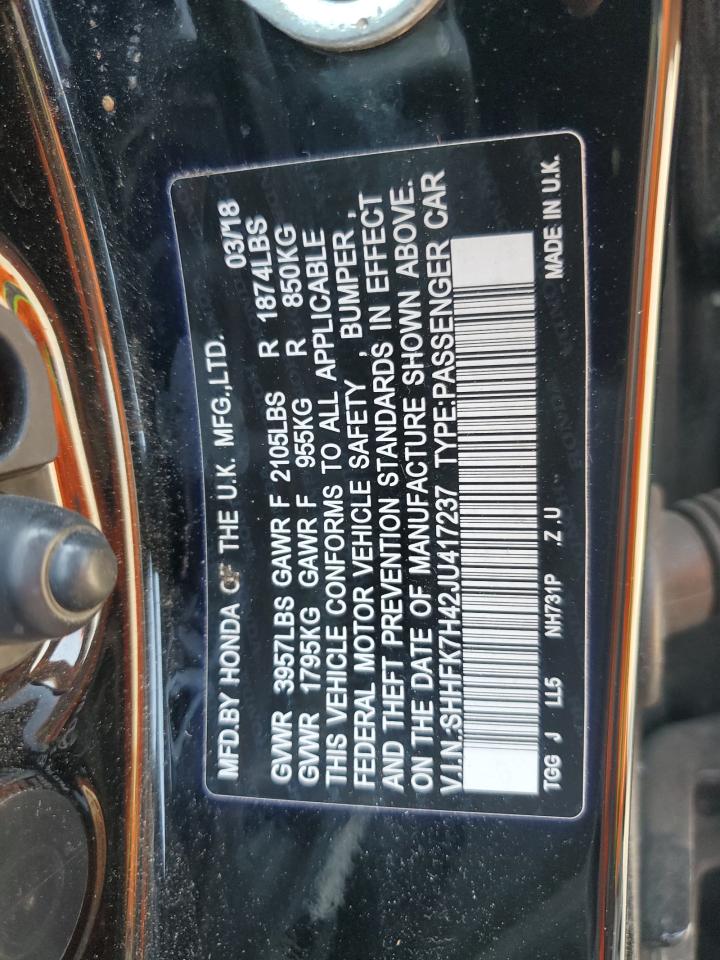 MFD.BY HONDA OF THE U.K. MFG.,LTD. 03/18
GVWR 3957LBS GAWR F 2105LBS R 1874LBS
GVWR 1795KG GAWR F 955KG R 850KG
THIS VEHICLE CONFORMS TO ALL APPLICABLE
FEDERAL MOTOR VEHICLE SAFETY , BUMPER ,
AND THEFT PREVENTION STANDARDS IN EFFECT
ON THE DATE OF MANUFACTURE SHOWN ABOVE.
V.I.N.:SHHFK7H42JU417237 TYPE:PASSENGER CAR
TGG J LL5 NH731P .Z .U MADE IN U.K.